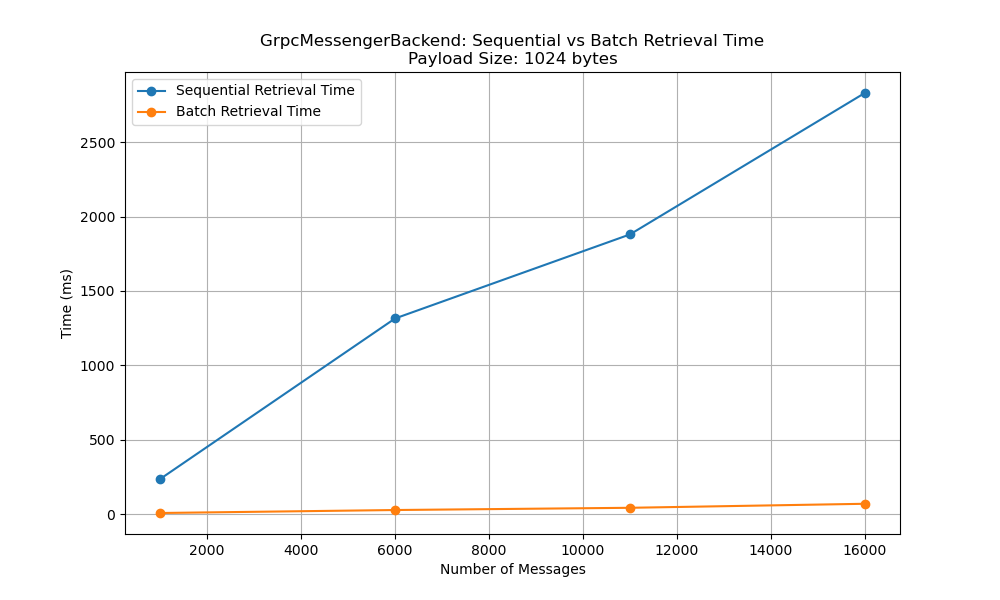 GrpcMessengerBackend: Sequential vs Batch Retrieval Time
Payload Size: 1024 bytes
Sequential Retrieval Time
Batch Retrieval Time
Time (ms)
2500
2000
1500
1000
500
0
2000 4000 6000 8000 10000 12000 14000 16000
Number of Messages